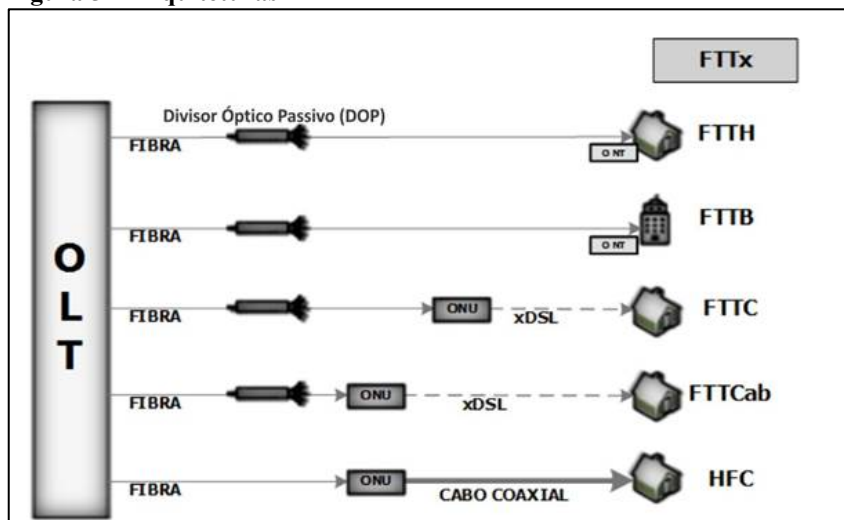 FTTx
Divisor Óptico Passivo (DOP)
FIBRA
ONT
FTTH
FIBRA
ONT
FTTB
OLT
FIBRA
ONU
xDSL
FTTC
FIBRA
ONU
xDSL
FTTCab
FIBRA
ONU
CABO COAXIAL
HFC